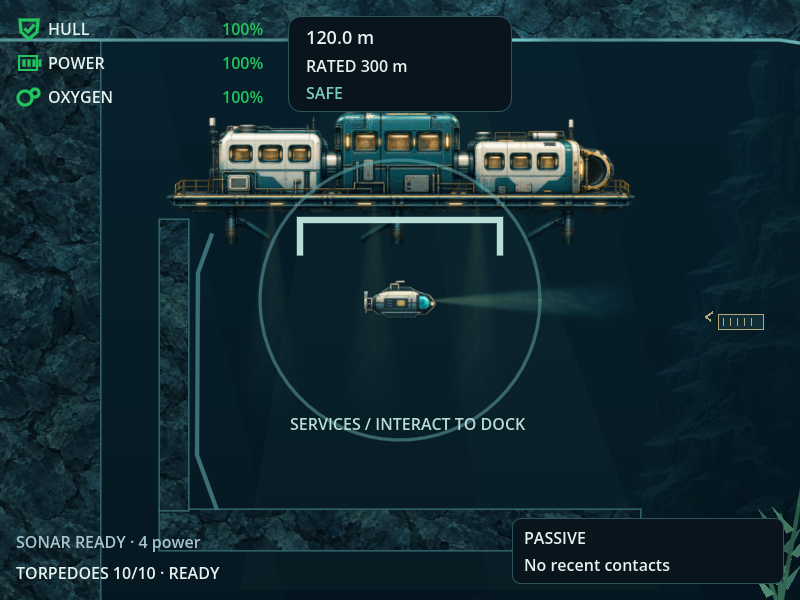 HULL 100%
POWER 100%
OXYGEN 100%
120.0 m
RATED 300 m
SAFE
SERVICES / INTERACT TO DOCK
SONAR READY · 4 power
TORPEDOES 10/10 · READY
PASSIVE
No recent contacts